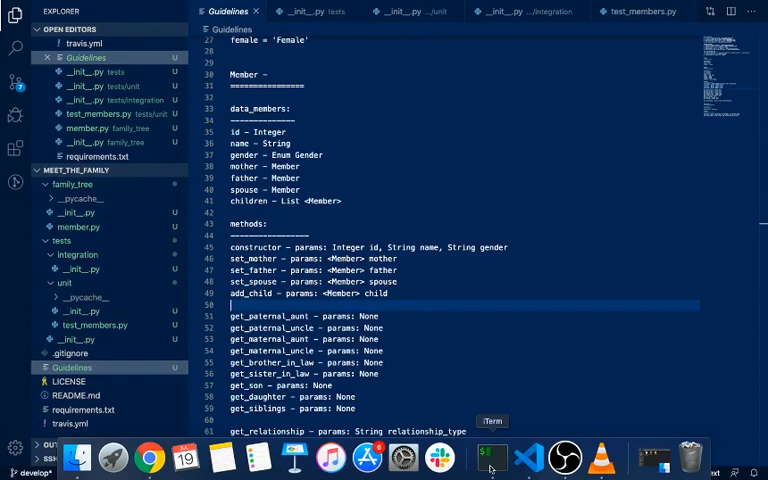 EXPLORER
OPEN EDITORS
travis.yml
Guidelines
__init__.py tests
__init__.py tests/unit
__init__.py tests/integration
test_members.py tests/unit
member.py family_tree
__init__.py family_tree
requirements.txt
MEET_THE_FAMILY
family_tree
__pycache__
__init__.py U
member.py U
tests
integration
__init__.py U
unit
__pycache__
__init__.py U
test_members.py U
__init__.py U
.gitignore
Guidelines U
LICENSE
README.md
requirements.txt U
travis.yml U
7
develop*
Guidelines
__init__.py tests
__init__.py .../unit
__init__.py .../integration
test_members.py
Guidelines
27 female = 'Female'
28
29
30 Member -
31 ================
32
33 data_members:
34 --------------
35 id - Integer
36 name - String
37 gender - Enum Gender
38 mother - Member
39 father - Member
40 spouse - Member
41 children - List <Member>
42
43 methods:
44 -----------------
45 constructor - params: Integer id, String name, String gender
46 set_mother - params: <Member> mother
47 set_father - params: <Member> father
48 set_spouse - params: <Member> spouse
49 add_child - params: <Member> child
50
51 get_paternal_aunt - params: None
52 get_paternal_uncle - params: None
53 get_maternal_aunt - params: None
54 get_maternal_uncle - params: None
55 get_brother_in_law - params: None
56 get_sister_in_law - params: None
57 get_son - params: None
58 get_daughter - params: None
59 get_siblings - params: None
60
61 get_relationship - params: String relationship_type
iTerm
19
6